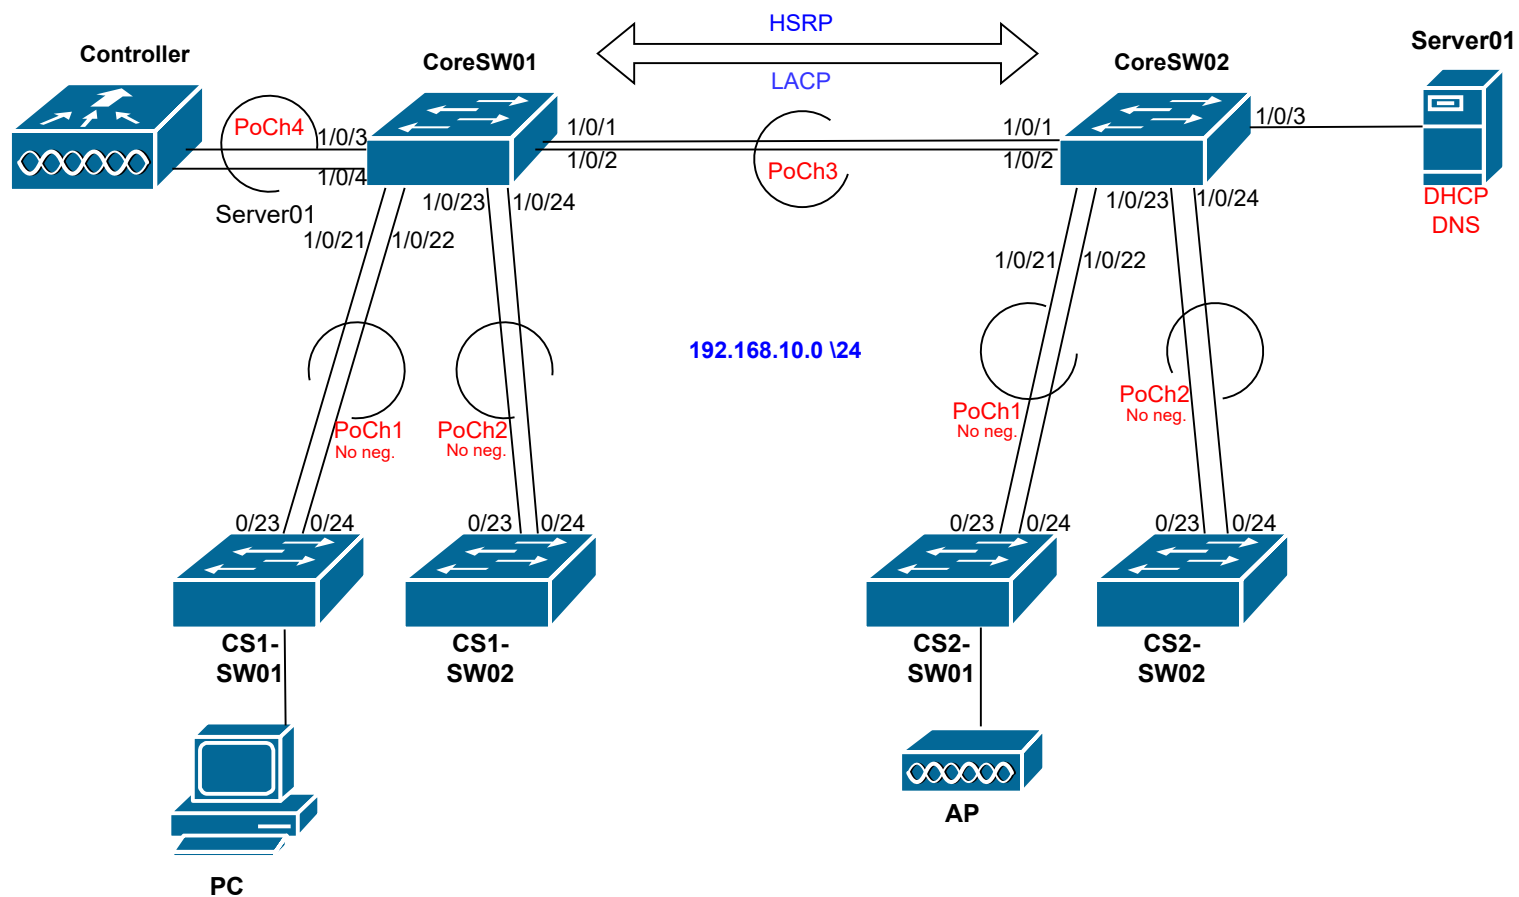 HSRP
Server01
Controller
CoreSW01
CoreSW02
LACP
PoCh4
1/0/3
1/0/1
1/0/1
1/0/3
1/0/2
1/0/2
PoCh3
1/0/4
DHCP
DNS
Server01
1/0/23
1/0/24
1/0/23
1/0/24
1/0/21
1/0/22
1/0/21
1/0/22
192.168.10.0 \24
PoCh1
No neg.
PoCh2
No neg.
PoCh1
No neg.
PoCh2
No neg.
0/23
0/24
0/23
0/24
0/23
0/24
0/23
0/24
CS1-
SW01
CS1-
SW02
CS2-
SW01
CS2-
SW02
AP
PC